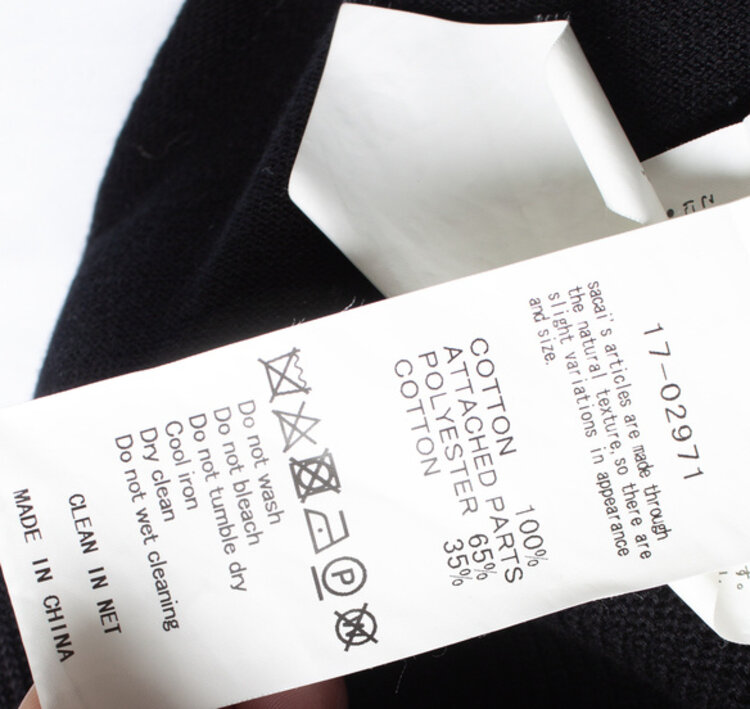 17-02971
sacai's articles are made through
the natural texture, so there are
slight variations in appearance
and size.
COTTON 100%
ATTACHED PARTS
POLYESTER 65%
COTTON 35%
P
W
Do not wash
Do not bleach
Do not tumble dry
Cool iron
Dry clean
Do not wet cleaning
CLEAN IN NET
MADE IN CHINA